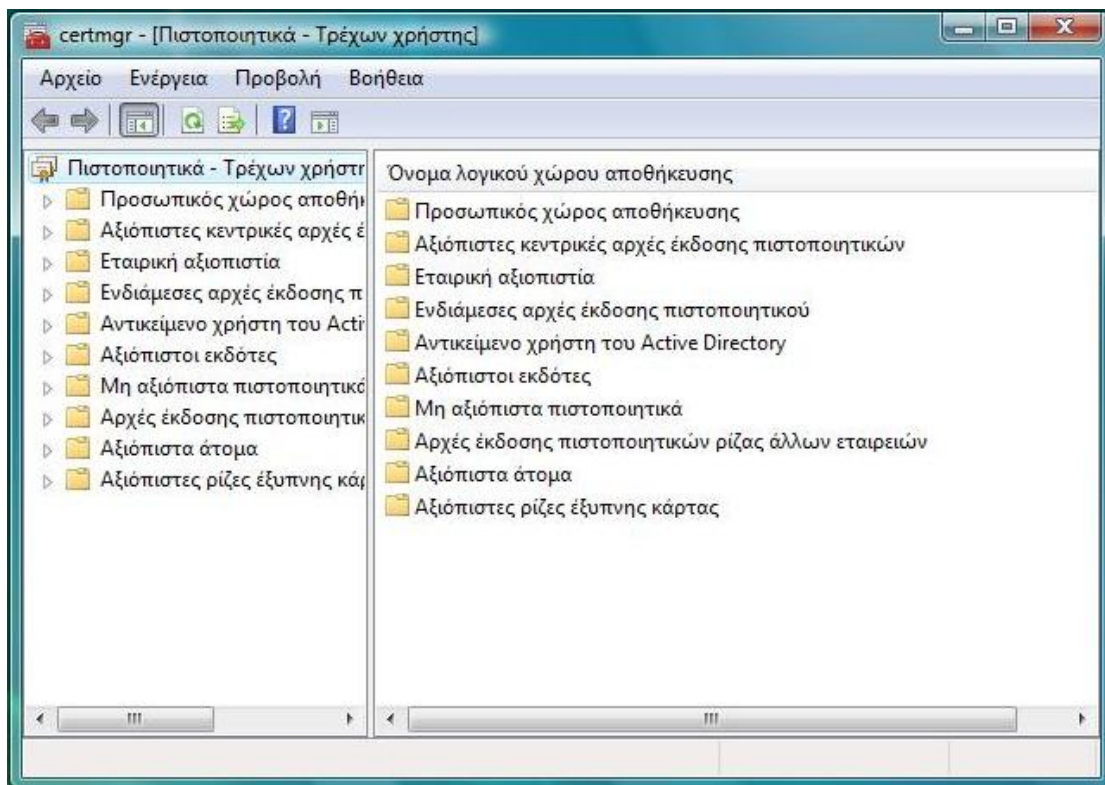 certmgr - [Πιστοποιητικά - Τρέχων χρήστης]
Αρχείο Ενέργεια Προβολή Βοήθεια
Πιστοποιητικά - Τρέχων χρήστη
Προσωπικός χώρος αποθήκ
Αξιόπιστες κεντρικές αρχές έ
Εταιρική αξιοπιστία
Ενδιάμεσες αρχές έκδοσης π
Αντικείμενο χρήστη του Activ
Αξιόπιστοι εκδότες
Μη αξιόπιστα πιστοποιητικά
Αρχές έκδοσης πιστοποιητικ
Αξιόπιστα άτομα
Αξιόπιστες ρίζες έξυπνης κάρ
Όνομα λογικού χώρου αποθήκευσης
Προσωπικός χώρος αποθήκευσης
Αξιόπιστες κεντρικές αρχές έκδοσης πιστοποιητικών
Εταιρική αξιοπιστία
Ενδιάμεσες αρχές έκδοσης πιστοποιητικού
Αντικείμενο χρήστη του Active Directory
Αξιόπιστοι εκδότες
Μη αξιόπιστα πιστοποιητικά
Αρχές έκδοσης πιστοποιητικών ρίζας άλλων εταιρειών
Αξιόπιστα άτομα
Αξιόπιστες ρίζες έξυπνης κάρτας